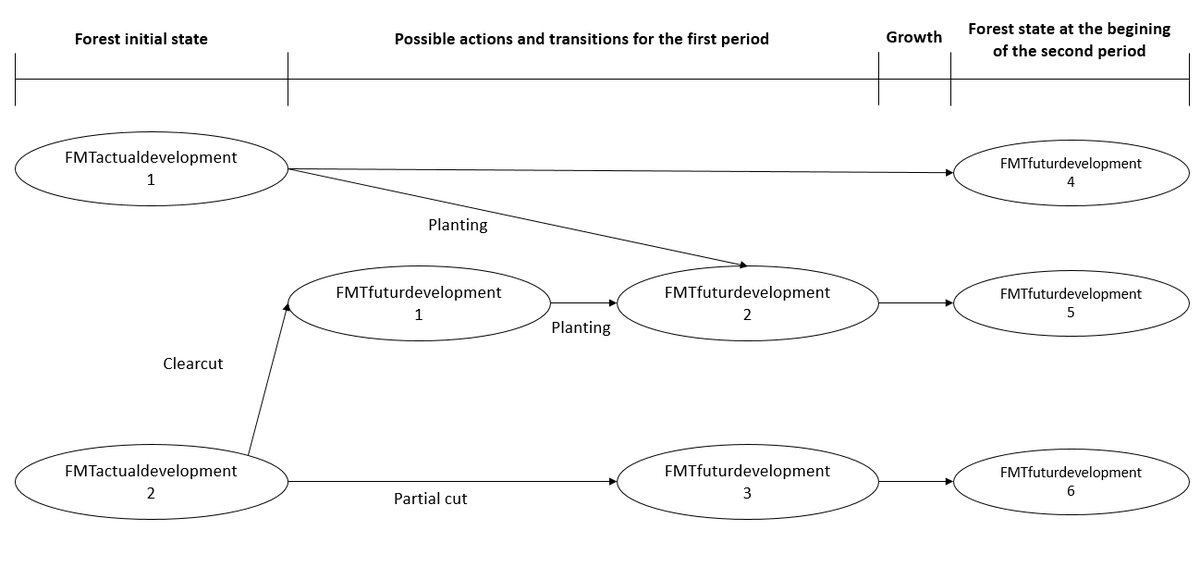 Forest initial state
Possible actions and transitions for the first period
Growth
Forest state at the begining
of the second period
FMTactualdevelopment
1
FMTfuturdevelopment
4
Planting
FMTfuturdevelopment
1
Planting
FMTfuturdevelopment
2
FMTfuturdevelopment
5
Clearcut
FMTactualdevelopment
2
Partial cut
FMTfuturdevelopment
3
FMTfuturdevelopment
6